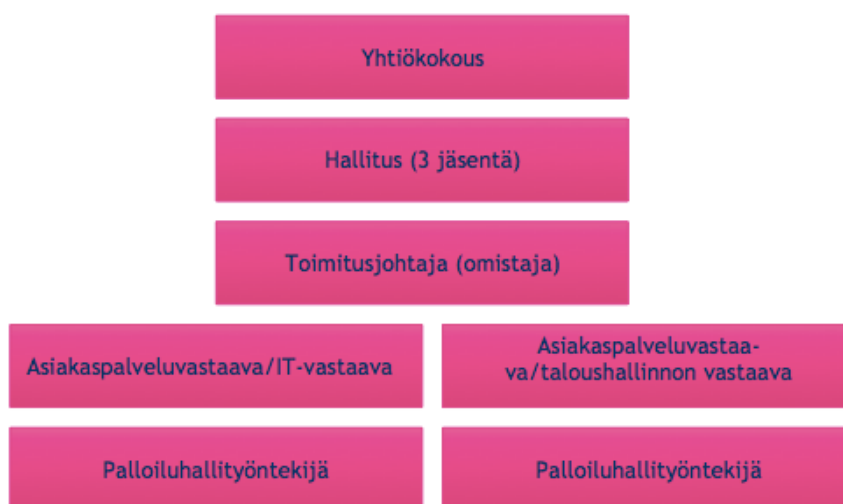 Yhtiökokous
Hallitus (3 jäsentä)
Toimitusjohtaja (omistaja)
Asiakaspalveluvastaava/IT-vastaava
Asiakaspalveluvastaa-
va/taloushallinnon vastaava
Palloiluhallityöntekijä
Palloiluhallityöntekijä